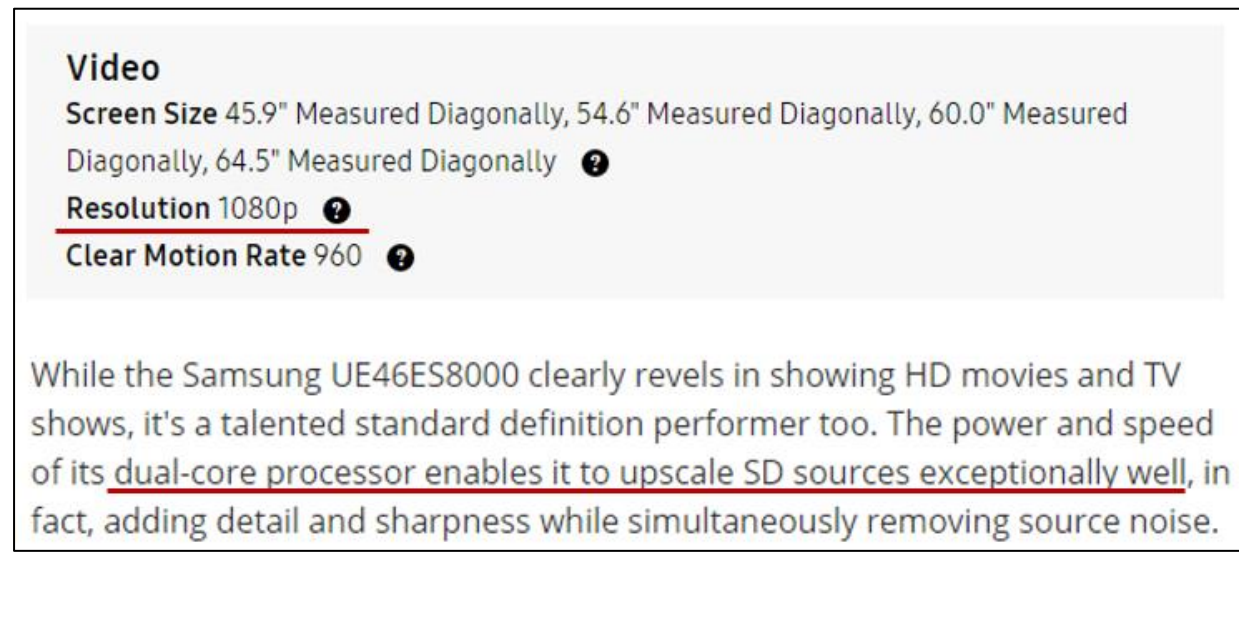 Video
Screen Size 45.9" Measured Diagonally, 54.6" Measured Diagonally, 60.0" Measured
Diagonally, 64.5" Measured Diagonally ?
Resolution 1080p ?
Clear Motion Rate 960 ?
While the Samsung UE46ES8000 clearly revels in showing HD movies and TV
shows, it's a talented standard definition performer too. The power and speed
of its dual-core processor enables it to upscale SD sources exceptionally well, in
fact, adding detail and sharpness while simultaneously removing source noise.